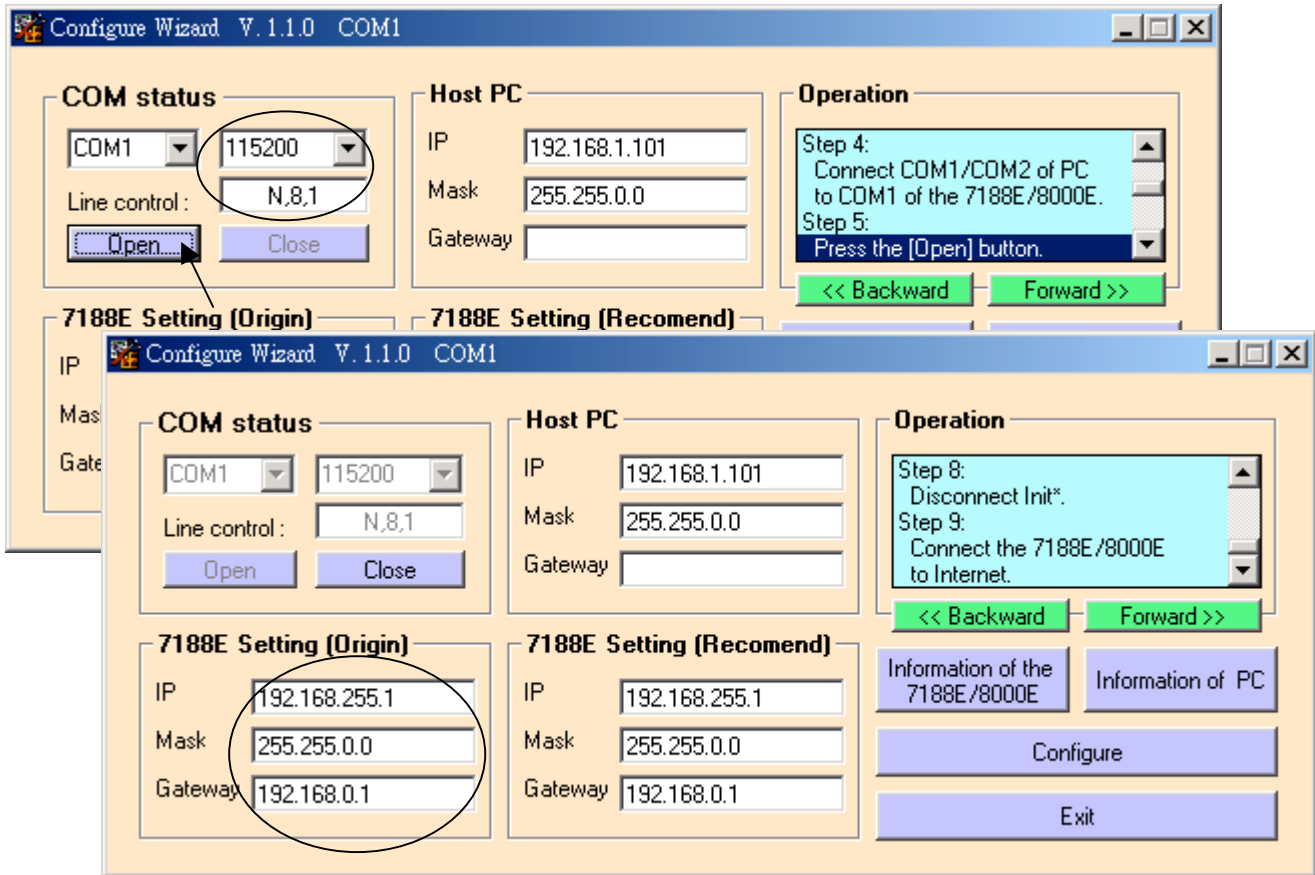 Configure Wizard V. 1.1.0 COM1
COM status
COM1
115200
Line control :
N,8,1
Open
Close
Host PC
IP
192.168.1.101
Mask
255.255.0.0
Gateway
Operation
Step 4:
Connect COM1/COM2 of PC
to COM1 of the 7188E/8000E.
Step 5:
Press the [Open] button.
<< Backward
Forward >>
7188E Setting (Origin)
7188E Setting (Recomend)
IP
Mas
Gate
Configure Wizard V. 1.1.0 COM1
COM status
COM1
115200
Line control :
N,8,1
Open
Close
Host PC
IP
192.168.1.101
Mask
255.255.0.0
Gateway
Operation
Step 8:
Disconnect Init*.
Step 9:
Connect the 7188E/8000E
to Internet.
<< Backward
Forward >>
7188E Setting (Origin)
IP
192.168.255.1
Mask
255.255.0.0
Gateway
192.168.0.1
7188E Setting (Recomend)
IP
192.168.255.1
Mask
255.255.0.0
Gateway
192.168.0.1
Information of the
7188E/8000E
Information of PC
Configure
Exit